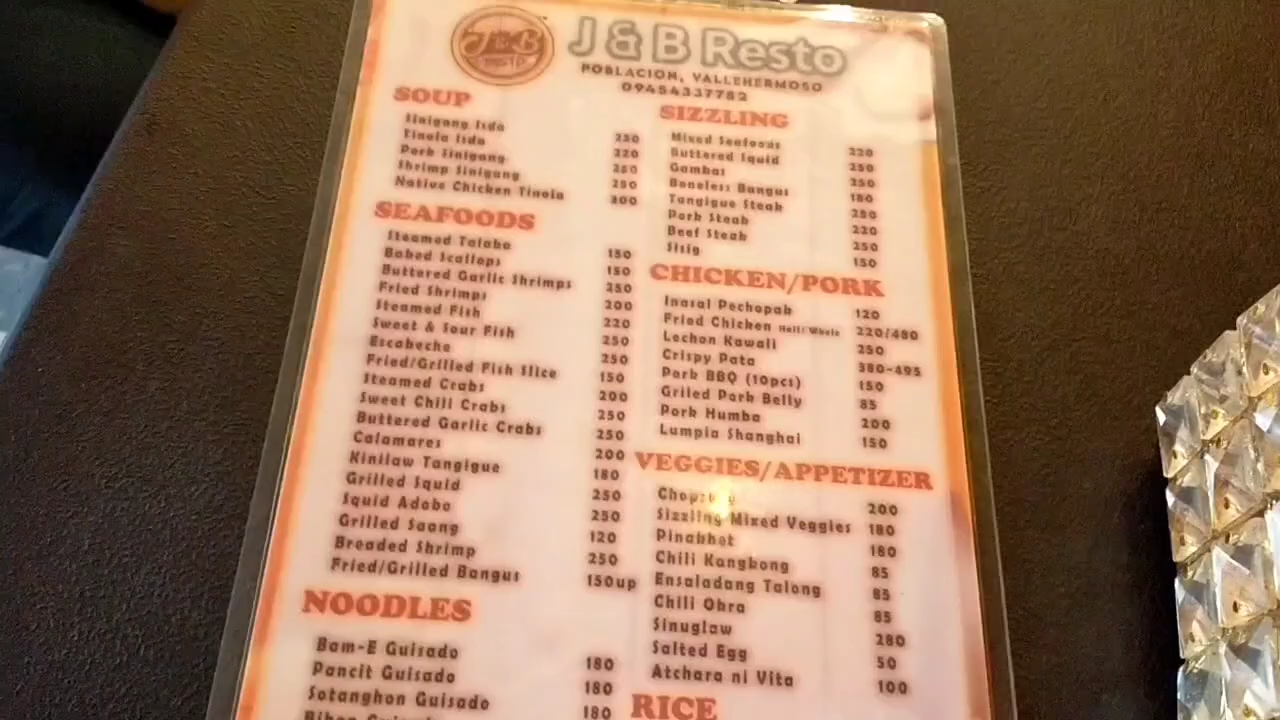 J & B
RESTO
J & B Resto
POBLACION, VALLEHERMOSO
09454337782
SOUP
Sinigang Isda 250
Tinola Isda 220
Pork Sinigang 250
Shrimp Sinigang 250
Native Chicken Tinola 300
SEAFOODS
Steamed Talaba 150
Baked Scallops 150
Buttered Garlic Shrimps 250
Fried Shrimps 200
Steamed Fish 220
Sweet & Sour Fish 250
Escabeche 250
Fried/Grilled Fish Slice 150
Steamed Crabs 200
Sweet Chili Crabs 250
Buttered Garlic Crabs 250
Calamares 200
Kinilaw Tangigue 180
Grilled Squid 250
Squid Adobo 250
Grilled Saang 120
Breaded Shrimp 250
Fried/Grilled Bangus 150up
NOODLES
Bam-E Guisado 180
Pancit Guisado 180
Sotanghon Guisado 180
SIZZLING
Mixed Seafoods 220
Buttered Squid 250
Gambas 250
Boneless Bangus 180
Tangigue Steak 250
Pork Steak 220
Beef Steak 250
Sisig 150
CHICKEN/PORK
Inasal Pechopak 120
Fried Chicken Half/Whole 220/480
Lechon Kawali 250
Crispy Pata 380-495
Pork BBQ (10pcs) 150
Griled Pork Belly 85
Pork Humba 200
Lumpia Shanghai 150
VEGGIES/APPETIZER
200
Sizzling Mixed Veggies 180
Pinakbet 180
Chili Kangkong 85
Ensaladang Talong 85
Chili Okra 85
Sinuglaw 280
Salted Egg 50
Atchara ni Vita 100
RICE